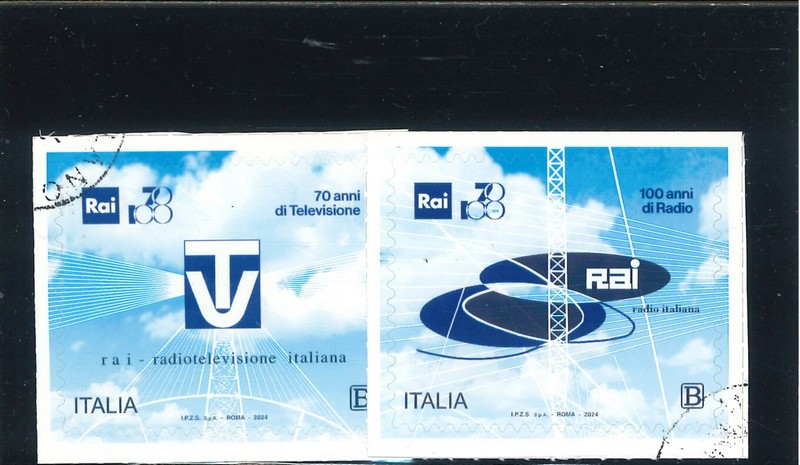 ONA
Rai
70
100
70 anni
di Televisione
TV
rai - radiotelevisione italiana
ITALIA
B
I.P.Z.S. S.p.A. - ROMA - 2024
Rai
70
100
100 anni
di Radio
Rai
radio italiana
ITALIA
B
I.P.Z.S. S.p.A. - ROMA - 2024